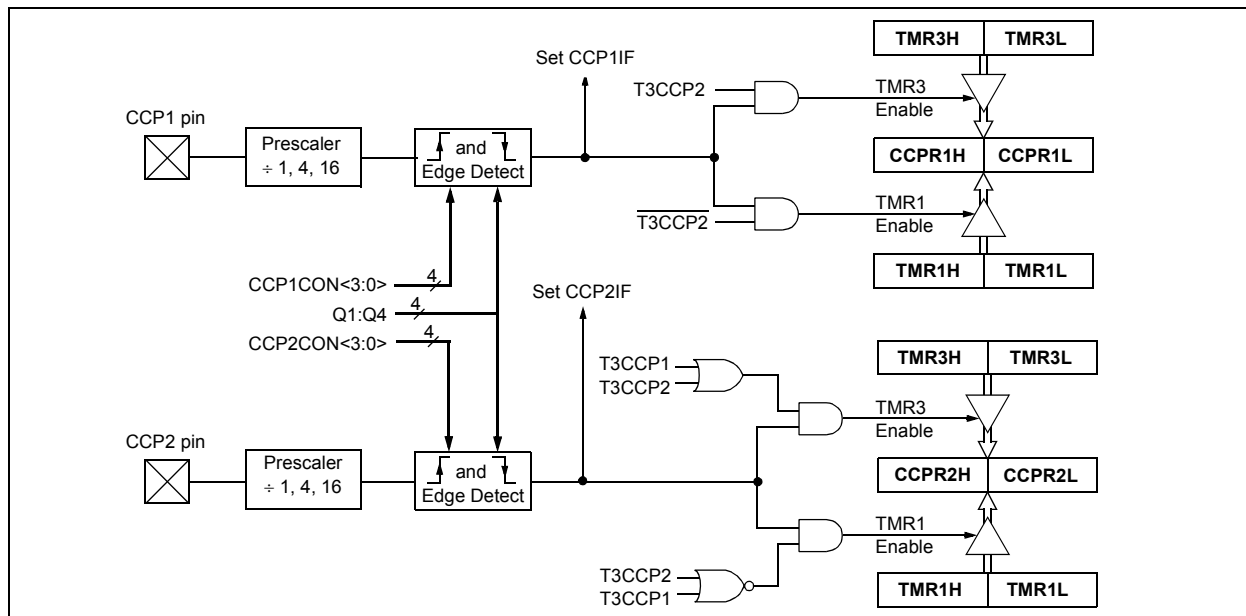 TMR3H TMR3L
Set CCP1IF
T3CCP2
TMR3
Enable
CCP1 pin
Prescaler
÷ 1, 4, 16
and
Edge Detect
CCPR1H CCPR1L
T3CCP2
TMR1
Enable
TMR1H TMR1L
CCP1CON<3:0> 4
Q1:Q4 4
CCP2CON<3:0> 4
Set CCP2IF
TMR3H TMR3L
T3CCP1
T3CCP2
TMR3
Enable
CCP2 pin
Prescaler
÷ 1, 4, 16
and
Edge Detect
CCPR2H CCPR2L
TMR1
Enable
T3CCP2
T3CCP1
TMR1H TMR1L